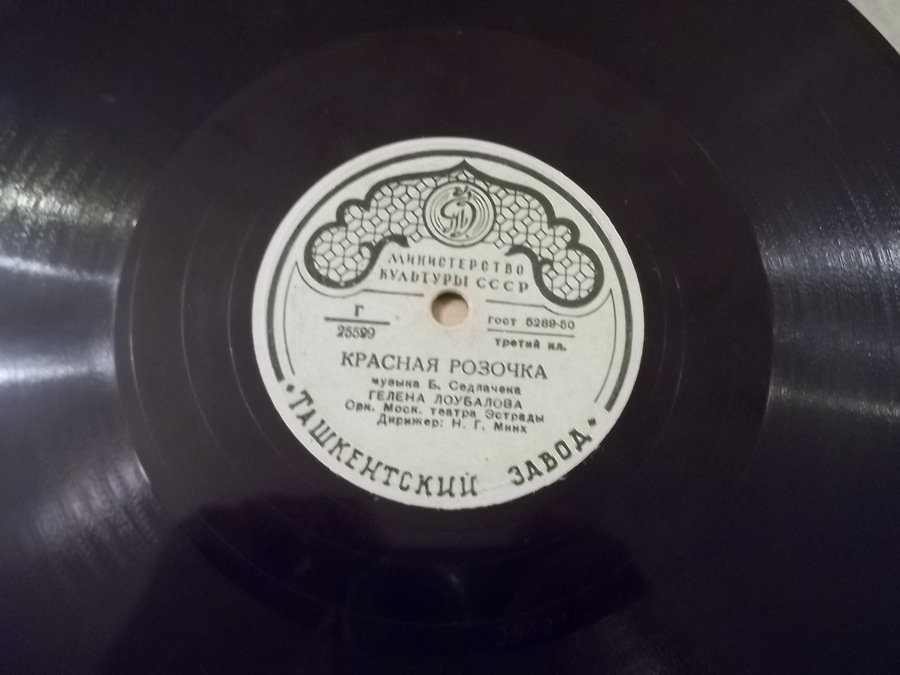 МИНИСТЕРСТВО
КУЛЬТУРЫ СССР
Г
25599
ГОСТ 5289-50
третий кл.
КРАСНАЯ РОЗОЧКА
музыка Б. Седлачека
ГЕЛЕНА ЛОУБАЛОВА
Орк. Моск. театра Эстрады
Дирижер: Н. Г. Минх
• ТАШКЕНТСКИЙ ЗАВОД •